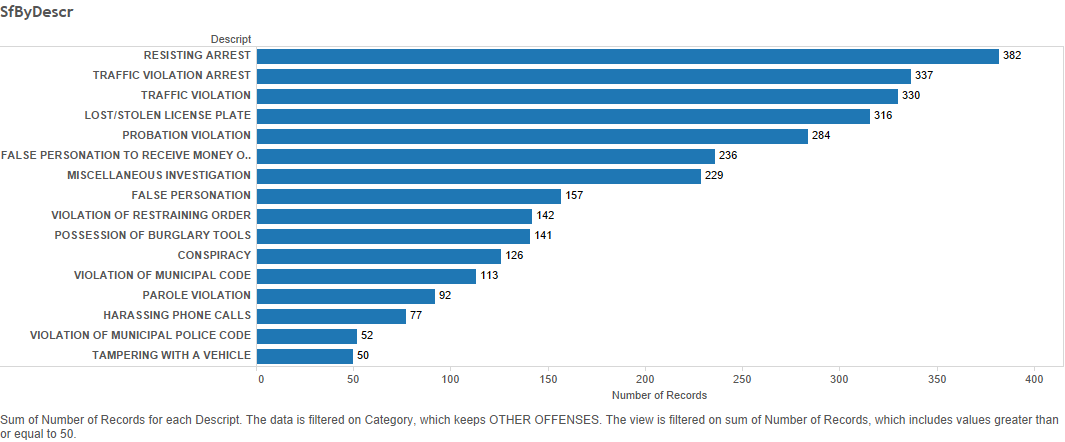 SfByDescr
Descript
RESISTING ARREST 382
TRAFFIC VIOLATION ARREST 337
TRAFFIC VIOLATION 330
LOST/STOLEN LICENSE PLATE 316
PROBATION VIOLATION 284
FALSE PERSONATION TO RECEIVE MONEY O.. 236
MISCELLANEOUS INVESTIGATION 229
FALSE PERSONATION 157
VIOLATION OF RESTRAINING ORDER 142
POSSESSION OF BURGLARY TOOLS 141
CONSPIRACY 126
VIOLATION OF MUNICIPAL CODE 113
PAROLE VIOLATION 92
HARASSING PHONE CALLS 77
VIOLATION OF MUNICIPAL POLICE CODE 52
TAMPERING WITH A VEHICLE 50
0 50 100 150 200 250 300 350 400
Number of Records
Sum of Number of Records for each Descript. The data is filtered on Category, which keeps OTHER OFFENSES. The view is filtered on sum of Number of Records, which includes values greater than
or equal to 50.